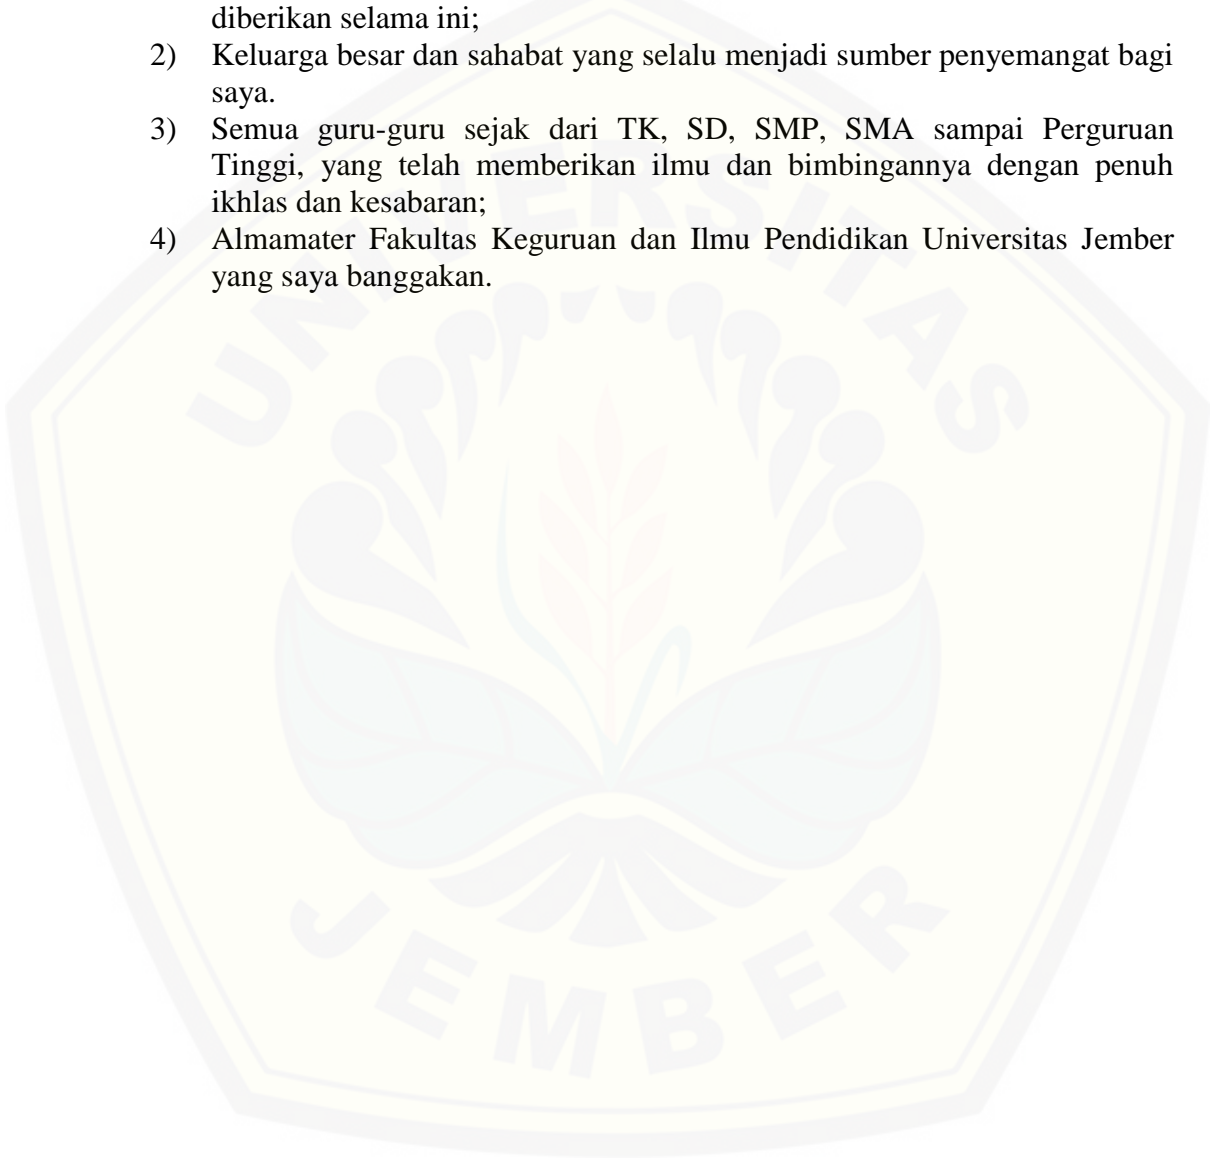 diberikan selama ini;
2) Keluarga besar dan sahabat yang selalu menjadi sumber penyemangat bagi
saya.
3) Semua guru-guru sejak dari TK, SD, SMP, SMA sampai Perguruan
Tinggi, yang telah memberikan ilmu dan bimbingannya dengan penuh
ikhlas dan kesabaran;
4) Almamater Fakultas Keguruan dan Ilmu Pendidikan Universitas Jember
yang saya banggakan.
UNIVERSITAS
JEMBER